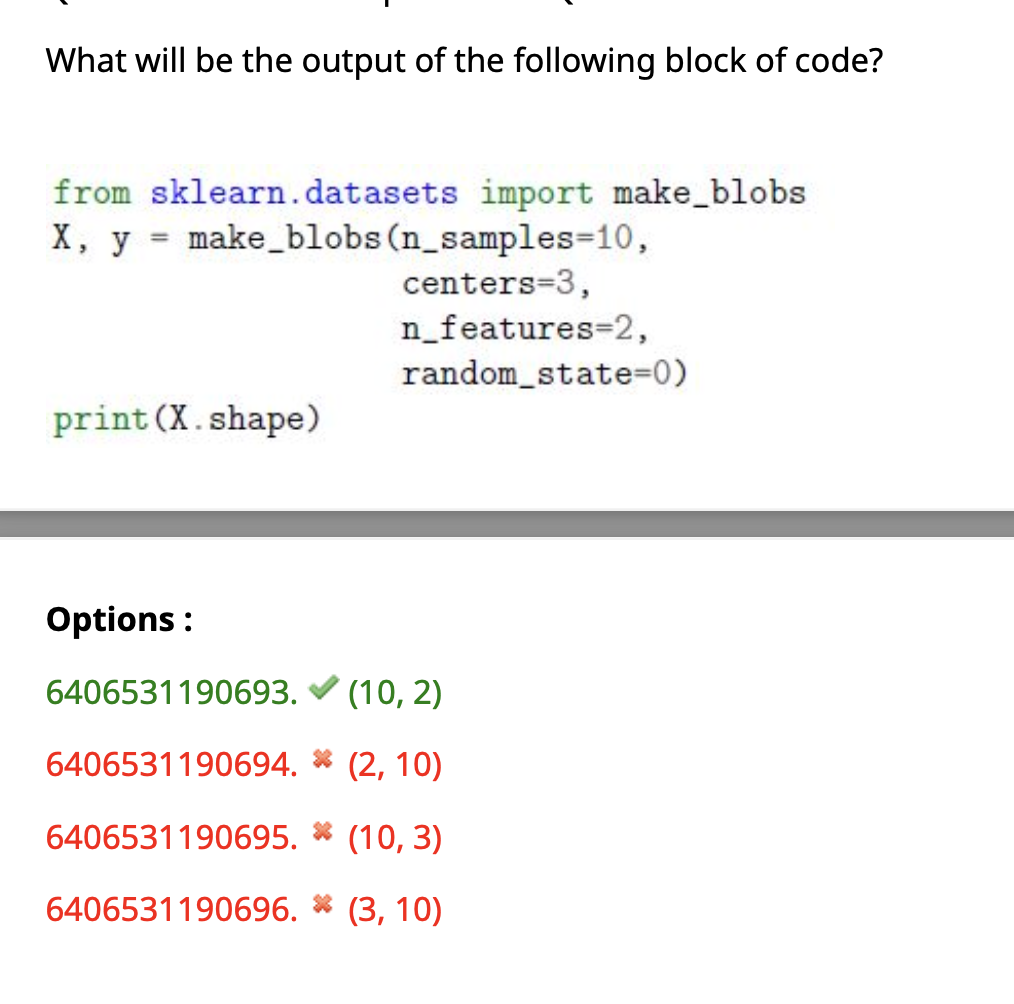 What will be the output of the following block of code?
from sklearn.datasets import make_blobs
X, y = make_blobs(n_samples=10,
centers=3,
n_features=2,
random_state=0)
print(X.shape)
Options :
6406531190693. ✔ (10, 2)
6406531190694. ✖ (2, 10)
6406531190695. ✖ (10, 3)
6406531190696. ✖ (3, 10)